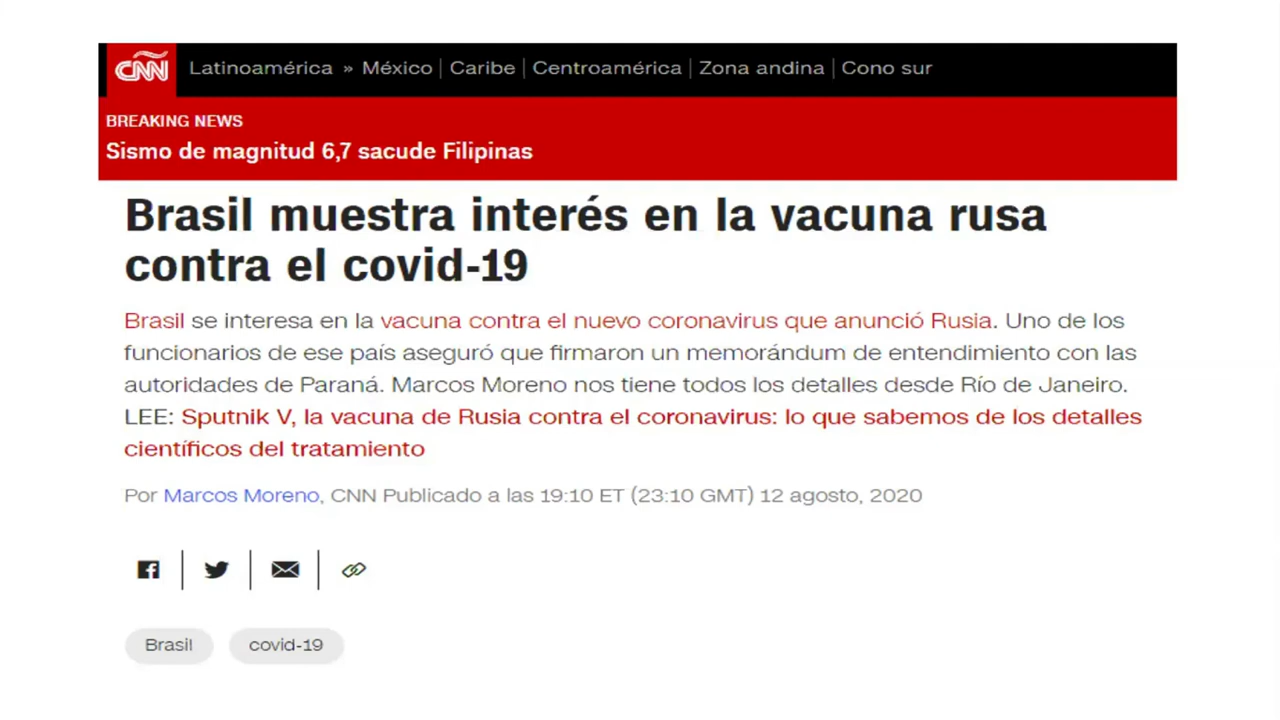 CNN Latinoamérica » México | Caribe | Centroamérica | Zona andina | Cono sur
BREAKING NEWS
Sismo de magnitud 6,7 sacude Filipinas
Brasil muestra interés en la vacuna rusa
contra el covid-19
Brasil se interesa en la vacuna contra el nuevo coronavirus que anunció Rusia. Uno de los
funcionarios de ese país aseguró que firmaron un memorándum de entendimiento con las
autoridades de Paraná. Marcos Moreno nos tiene todos los detalles desde Río de Janeiro.
LEE: Sputnik V, la vacuna de Rusia contra el coronavirus: lo que sabemos de los detalles
científicos del tratamiento
Por Marcos Moreno, CNN Publicado a las 19:10 ET (23:10 GMT) 12 agosto, 2020
Brasil covid-19